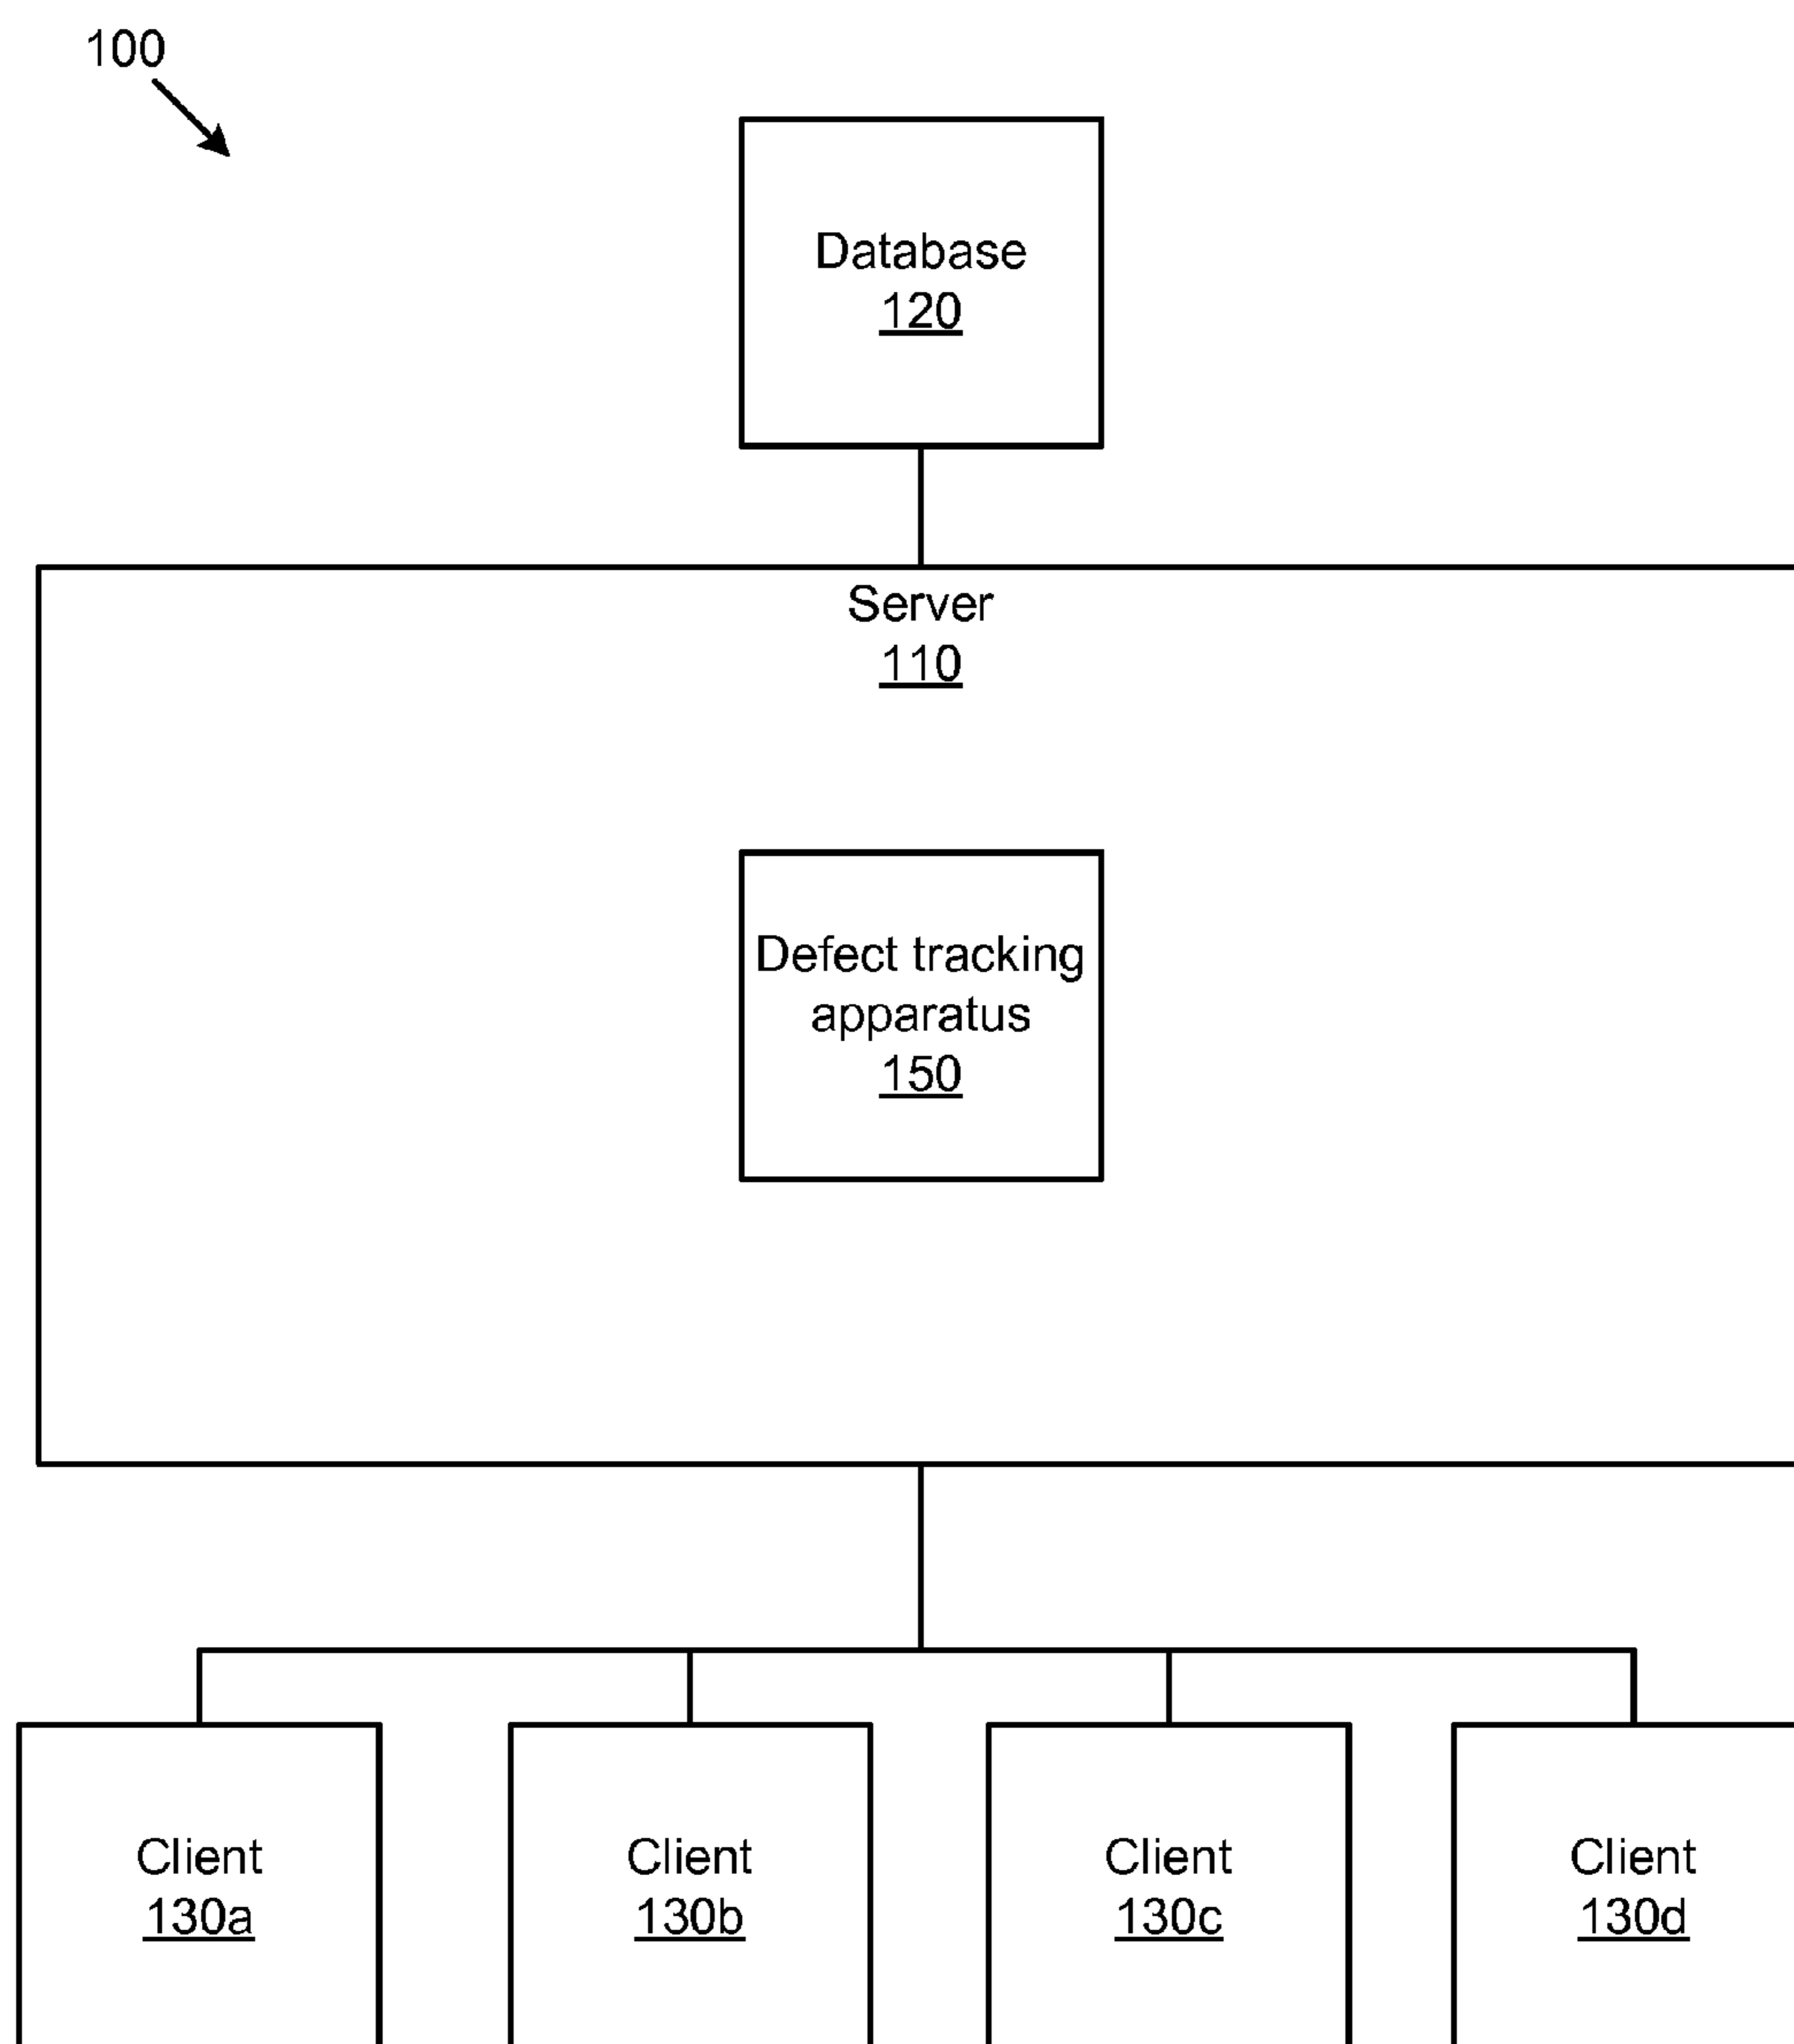 100
Database
120
Server
110
Defect tracking
apparatus
150
Client
130a
Client
130b
Client
130c
Client
130d